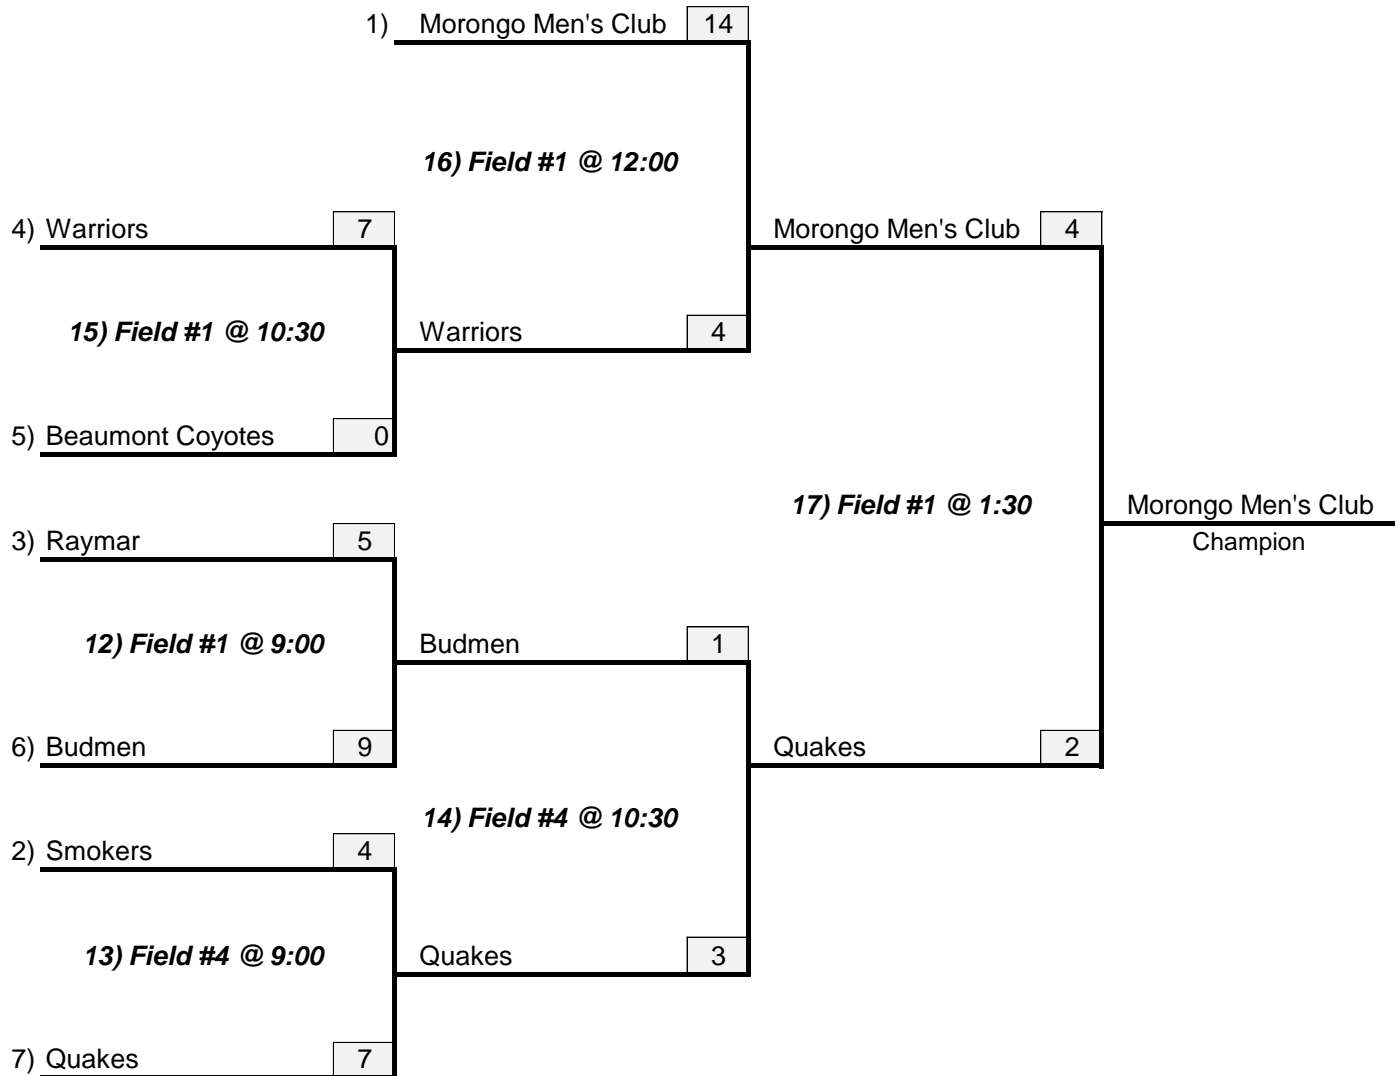 1) Morongo Men's Club 14
16) Field #1 @ 12:00
4) Warriors 7 Morongo Men's Club 4
15) Field #1 @ 10:30 Warriors 4
5) Beaumont Coyotes 0
17) Field #1 @ 1:30 Morongo Men's Club
3) Raymar 5 Champion
12) Field #1 @ 9:00 Budmen 1
6) Budmen 9 Quakes 2
14) Field #4 @ 10:30
2) Smokers 4
13) Field #4 @ 9:00 Quakes 3
7) Quakes 7